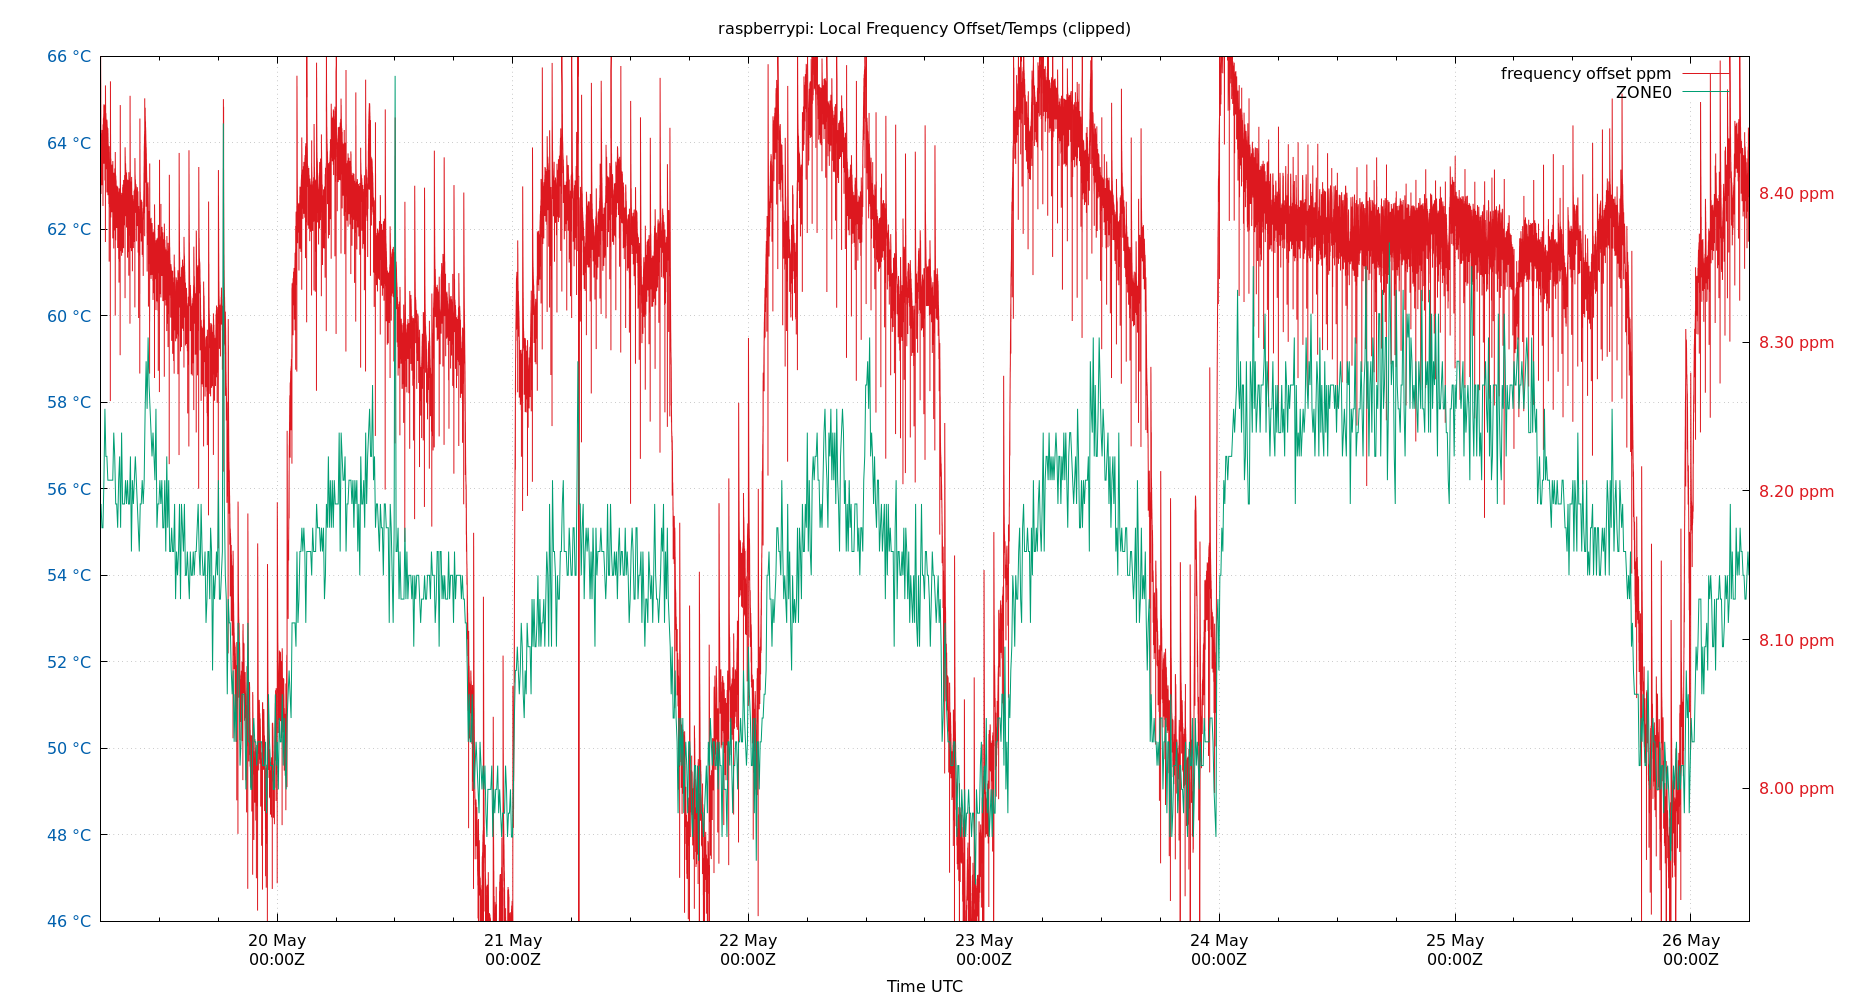 raspberrypi: Local Frequency Offset/Temps (clipped)
66 °C
64 °C
62 °C
60 °C
58 °C
56 °C
54 °C
52 °C
50 °C
48 °C
46 °C
frequency offset ppm
ZONE0
8.40 ppm
8.30 ppm
8.20 ppm
8.10 ppm
8.00 ppm
20 May 21 May 22 May 23 May 24 May 25 May 26 May
00:00Z 00:00Z 00:00Z 00:00Z 00:00Z 00:00Z 00:00Z
Time UTC